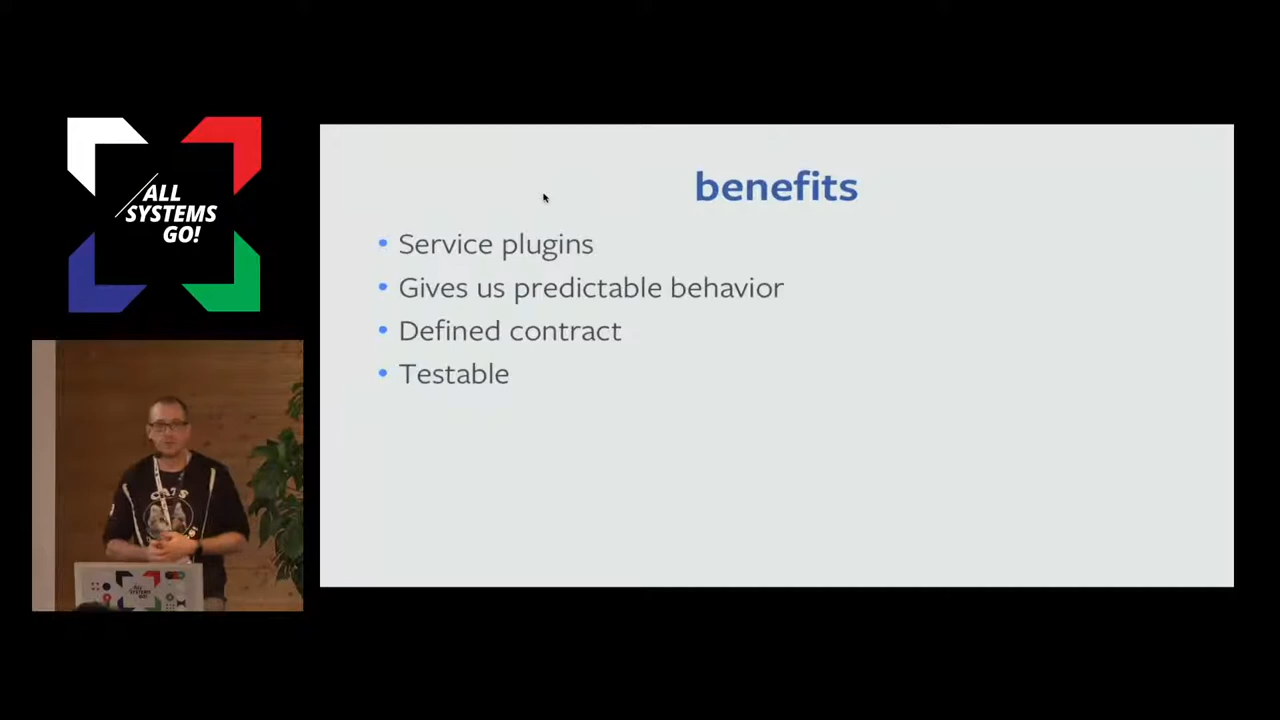 ALL
SYSTEMS
GO!
benefits
• Service plugins
• Gives us predictable behavior
• Defined contract
• Testable